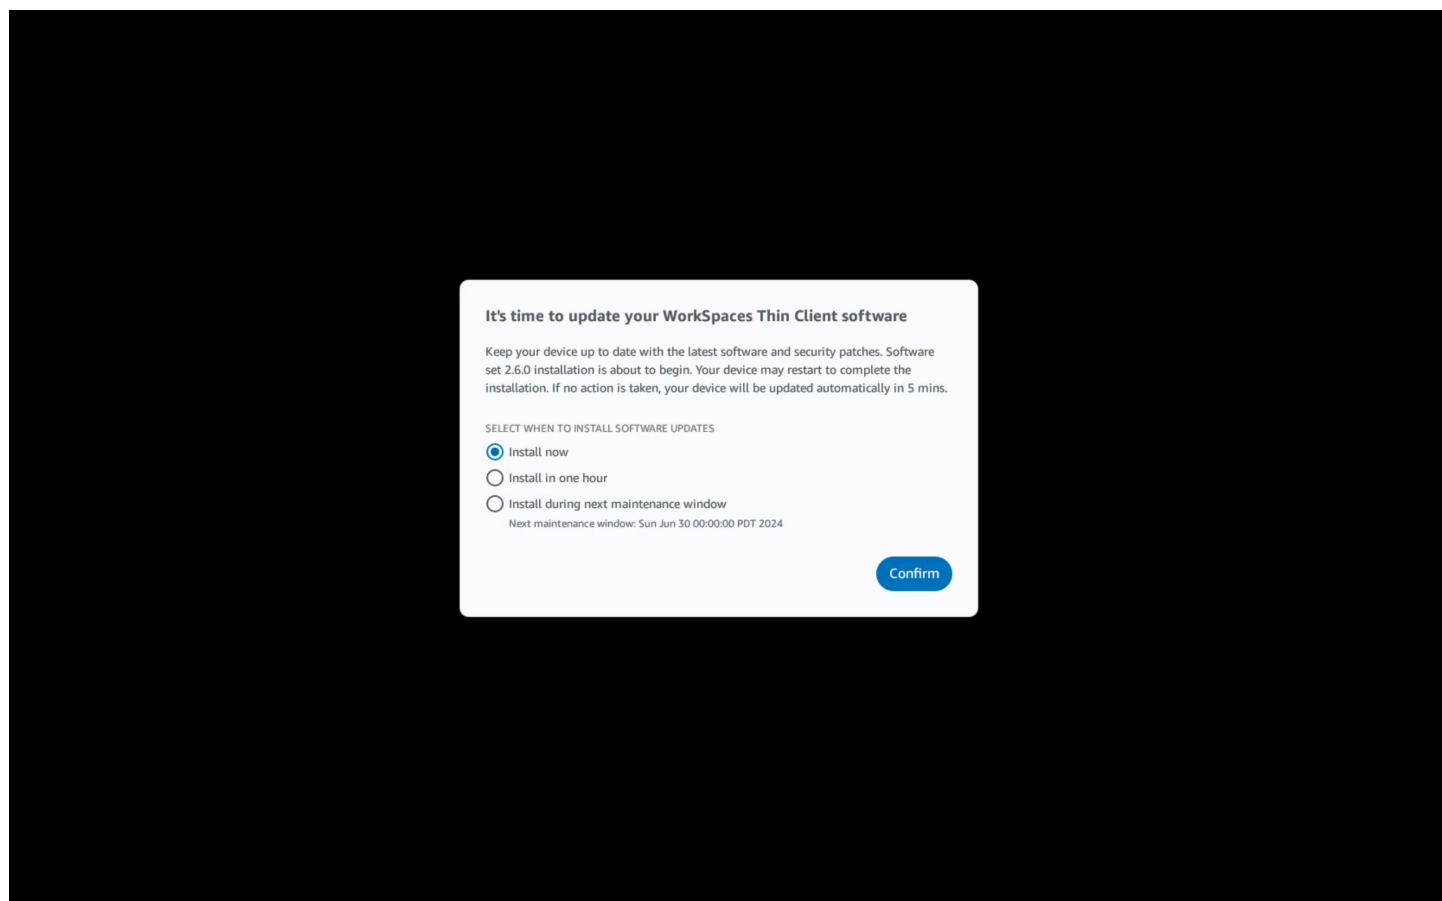 It's time to update your WorkSpaces Thin Client software
Keep your device up to date with the latest software and security patches. Software
set 2.6.0 installation is about to begin. Your device may restart to complete the
installation. If no action is taken, your device will be updated automatically in 5 mins.
SELECT WHEN TO INSTALL SOFTWARE UPDATES
Install now
Install in one hour
Install during next maintenance window
Next maintenance window: Sun Jun 30 00:00:00 PDT 2024
Confirm